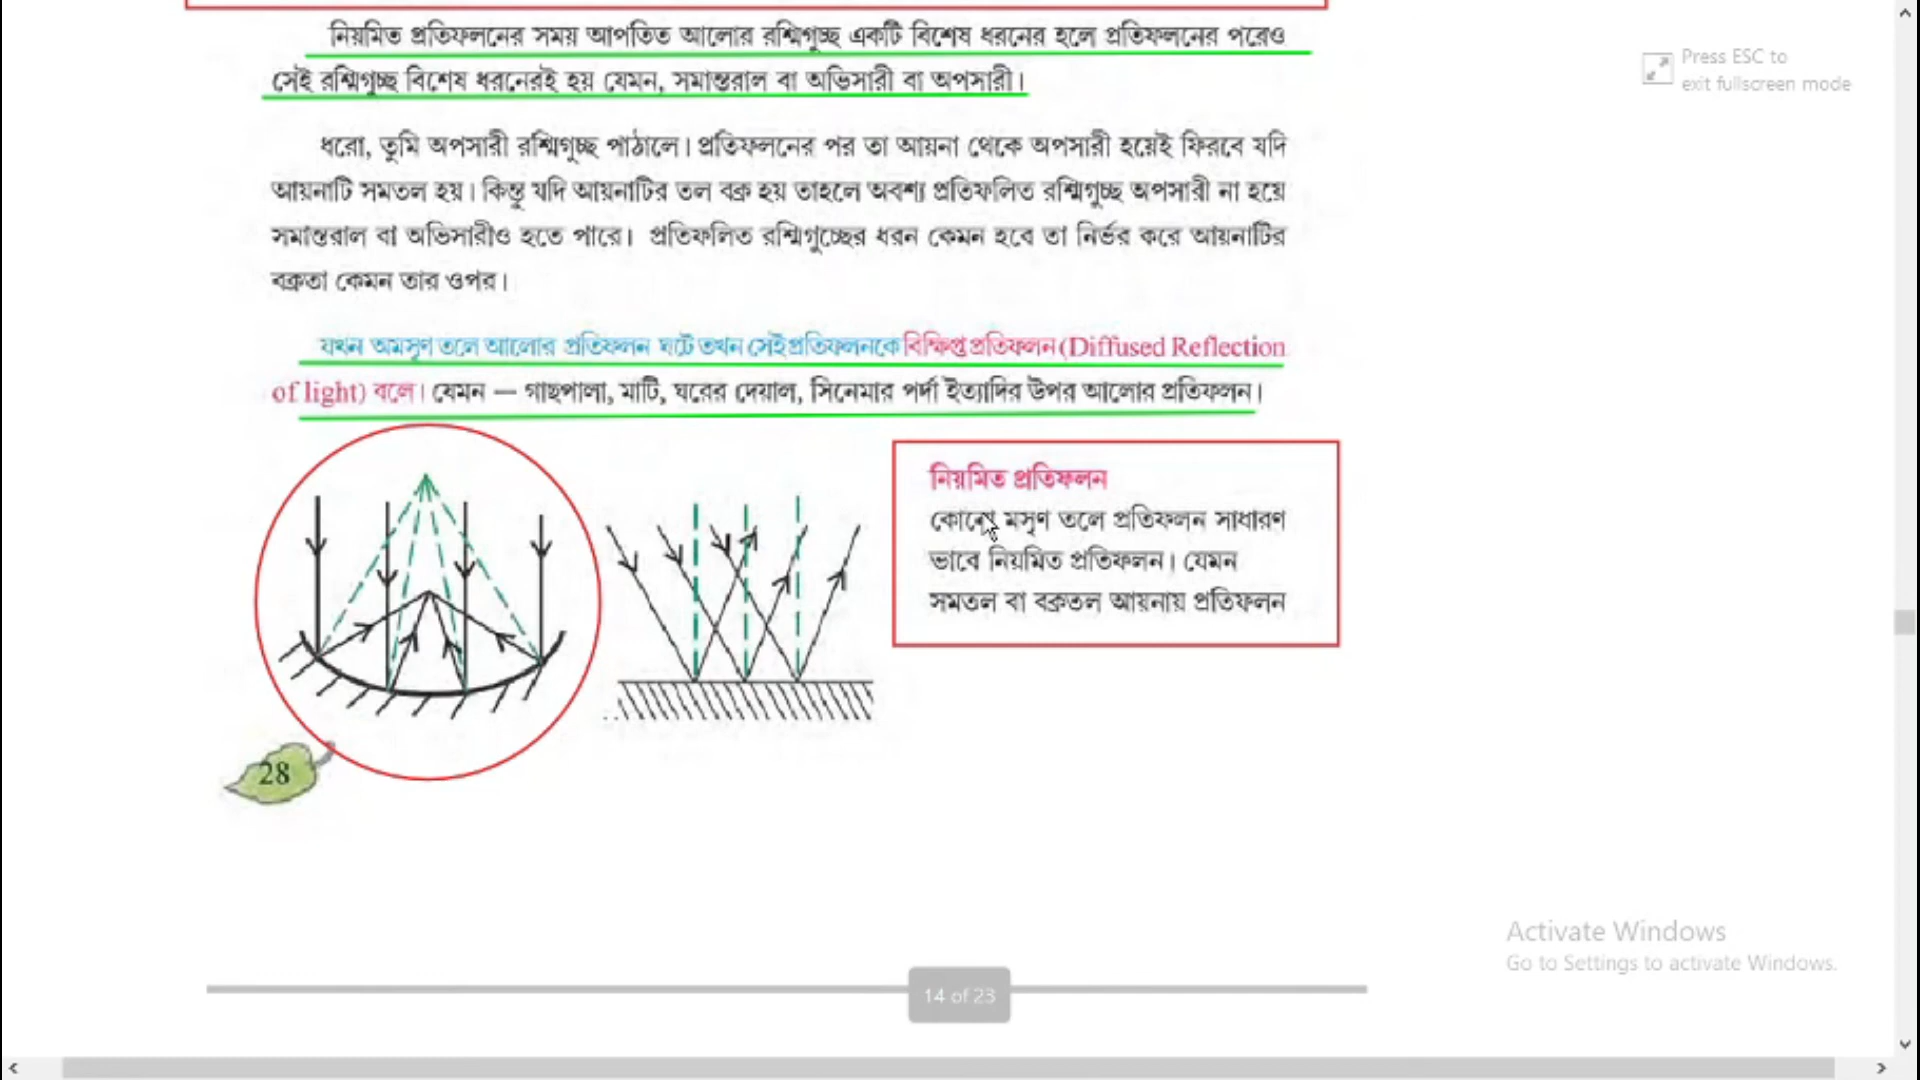 নিয়মিত প্রতিফলনের সময় আপতিত আলোর রশ্মিগুচ্ছ একটি বিশেষ ধরনের হলে প্রতিফলনের পরেও
সেই রশ্মিগুচ্ছ বিশেষ ধরনেরই হয় যেমন, সমান্তরাল বা অভিসারী বা অপসারী।
ধরো, তুমি অপসারী রশ্মিগুচ্ছ পাঠালে। প্রতিফলনের পর তা আয়না থেকে অপসারী হয়েই ফিরবে যদি
আয়নাটি সমতল হয়। কিন্তু যদি আয়নাটির তল বক্র হয় তাহলে অবশ্য প্রতিফলিত রশ্মিগুচ্ছ অপসারী না হয়ে
সমান্তরাল বা অভিসারীও হতে পারে। প্রতিফলিত রশ্মিগুচ্ছের ধরন কেমন হবে তা নির্ভর করে আয়নাটির
বক্রতা কেমন তার ওপর।
যখন অমসৃণ তলে আলোর প্রতিফলন ঘটে তখন সেই প্রতিফলনকে বিক্ষিপ্ত প্রতিফলন (Diffused Reflection
of light) বলে। যেমন — গাছপালা, মাটি, ঘরের দেয়াল, সিনেমার পর্দা ইত্যাদির উপর আলোর প্রতিফলন।
নিয়মিত প্রতিফলন
কোনো মসৃণ তলে প্রতিফলন সাধারণ
ভাবে নিয়মিত প্রতিফলন। যেমন
সমতল বা বক্রতল আয়নায় প্রতিফলন
28
14 of 23
Press ESC to
exit fullscreen mode
Activate Windows
Go to Settings to activate Windows.